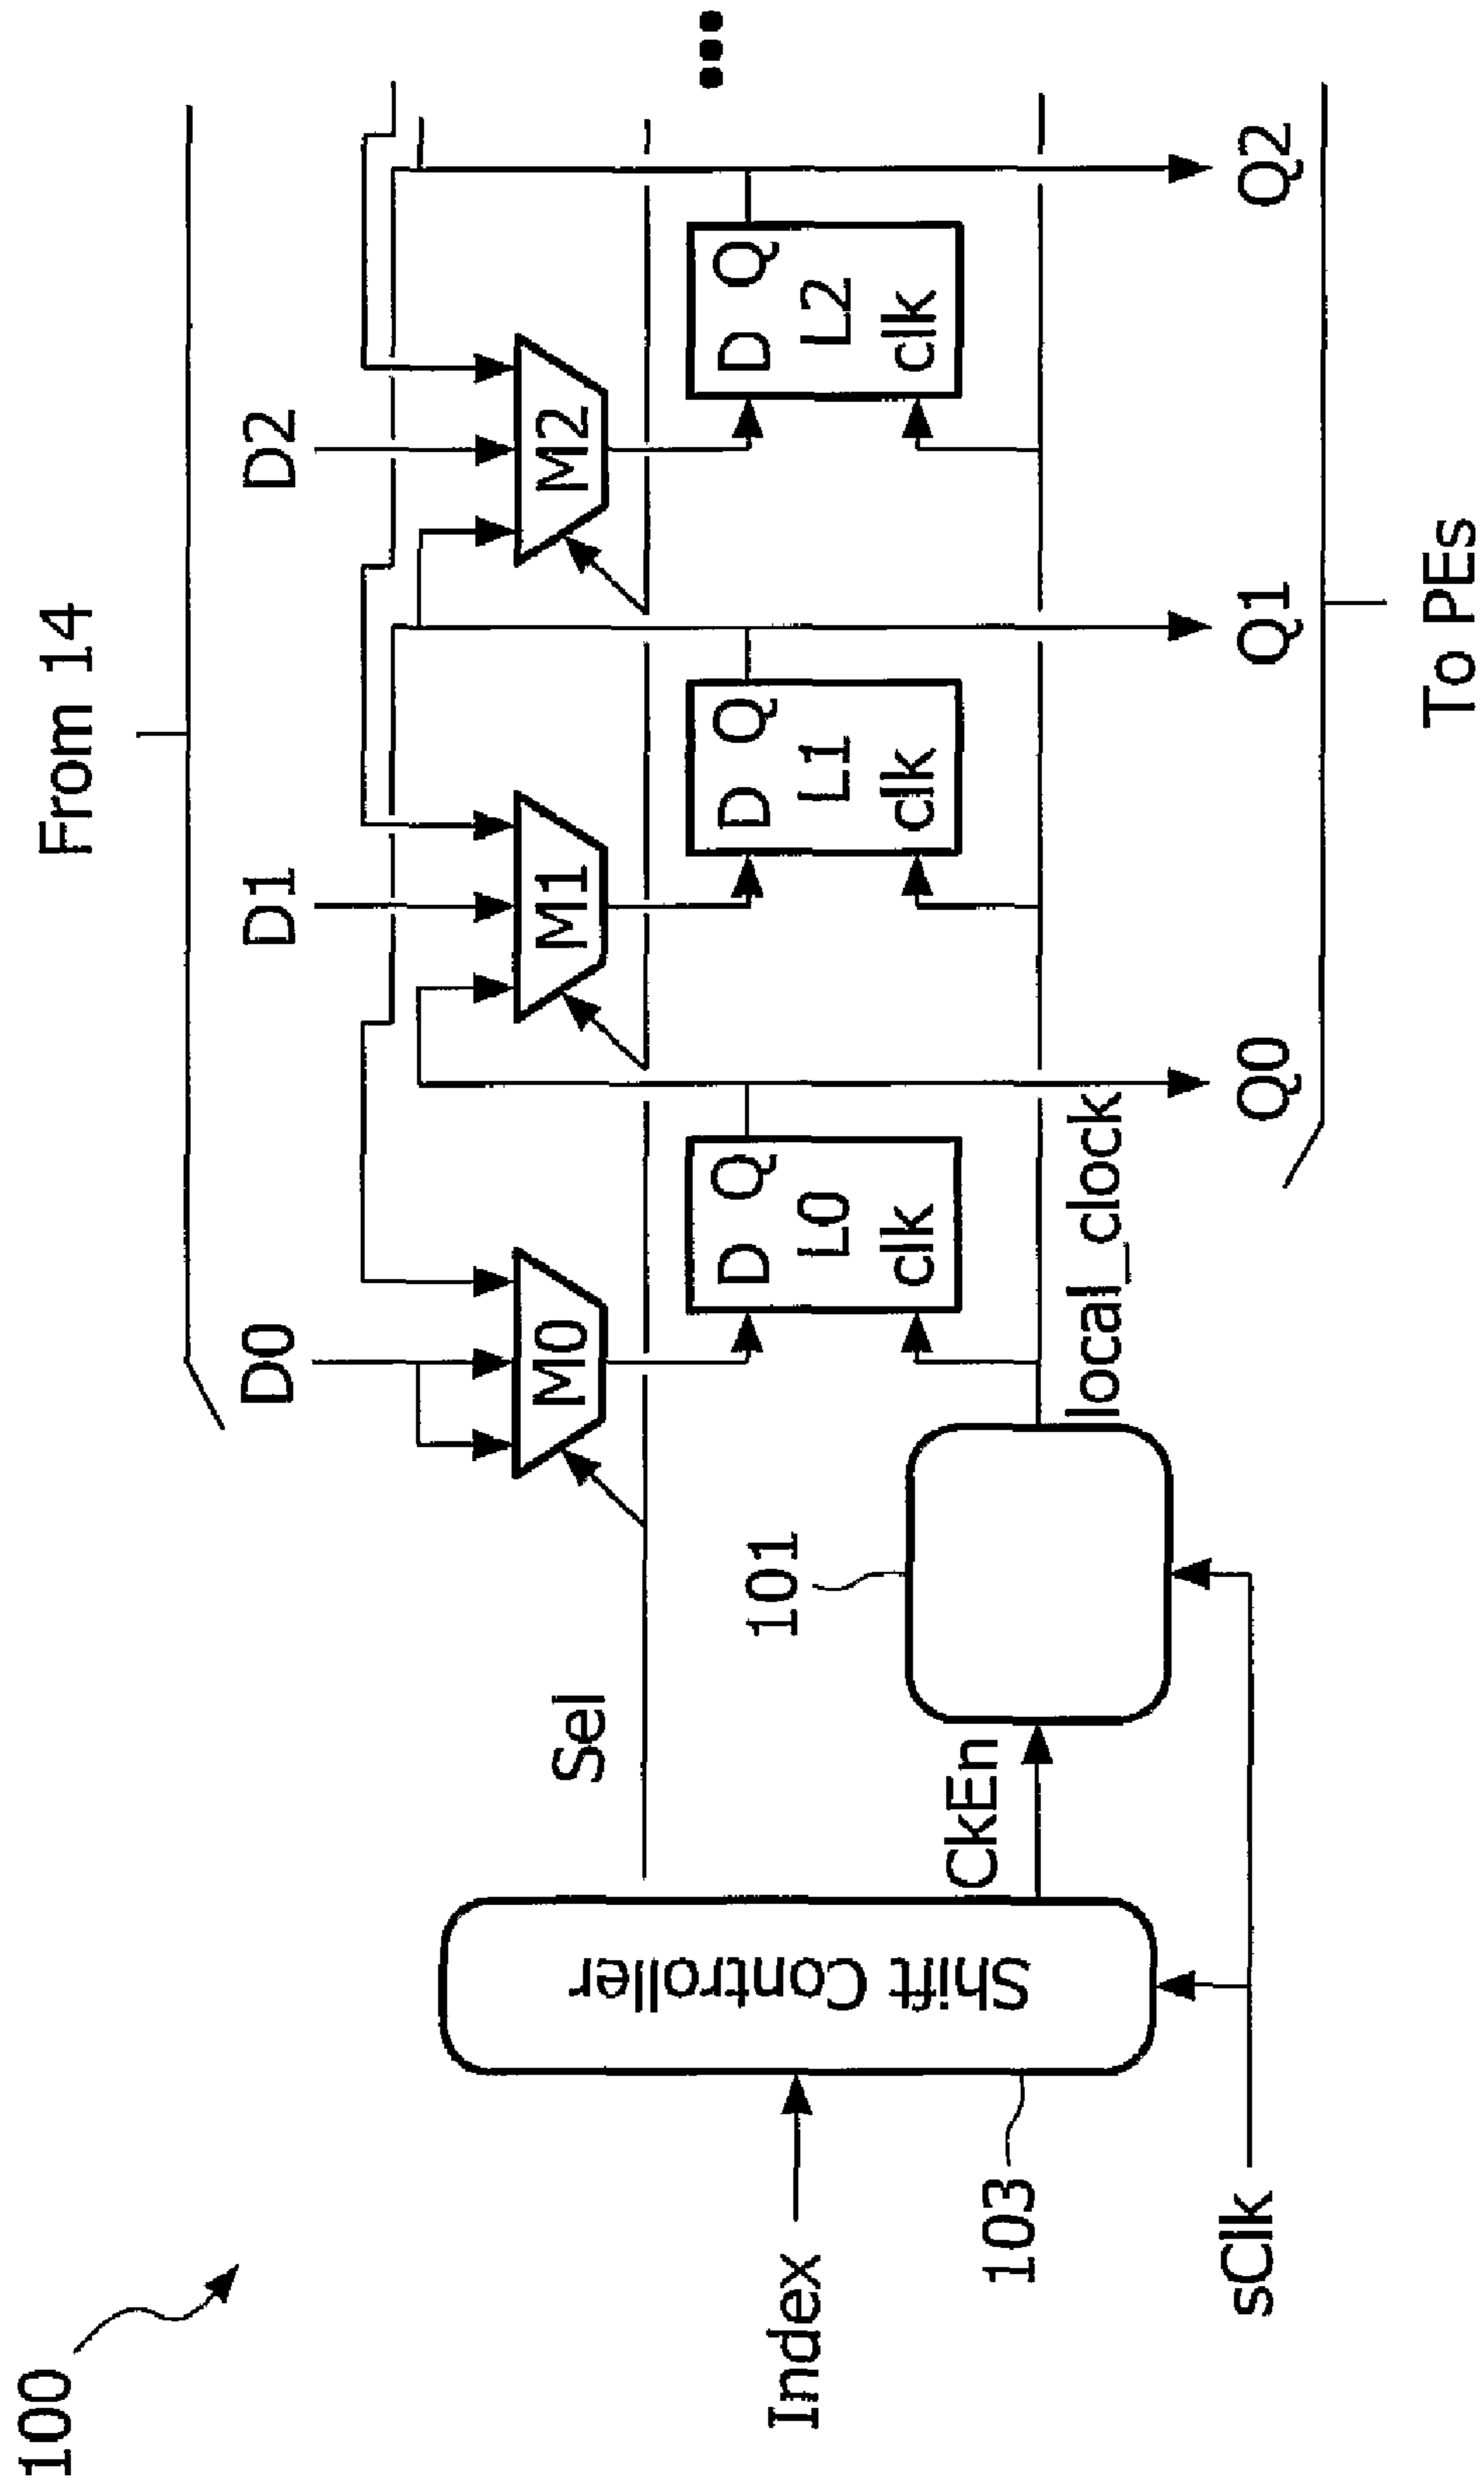 100
From 14
D0
D1
D2
M0
M1
M2
Sel
D Q
L0
clk
D Q
L1
clk
D Q
L2
clk
Shift Controller
Index
103
CkEn
101
local_clock
sClk
Q0
Q1
Q2
To PEs